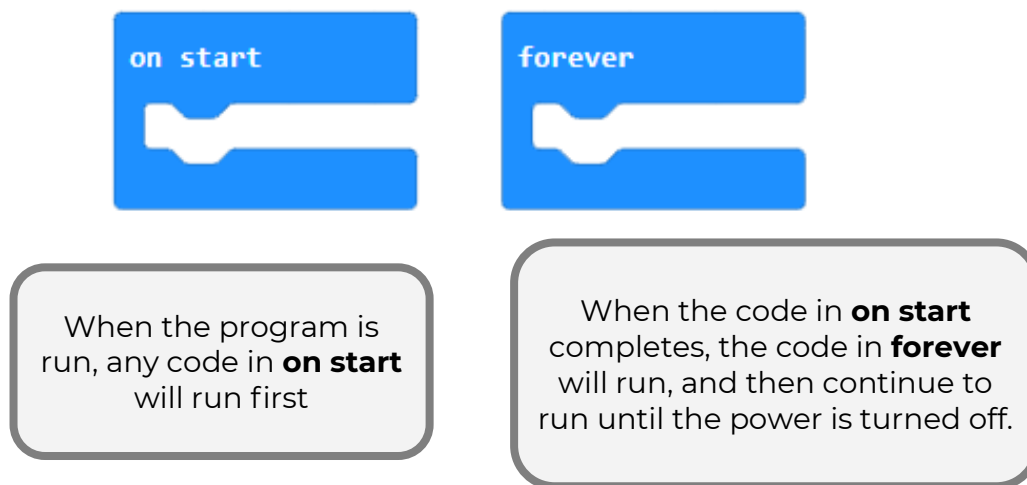 on start
forever
When the program is
run, any code in on start
will run first
When the code in on start
completes, the code in forever
will run, and then continue to
run until the power is turned off.